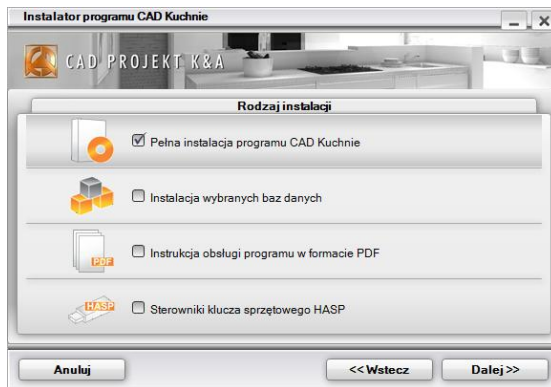 Instalator programu CAD Kuchnie
CAD PROJEKT K&A
Rodzaj instalacji
Pełna instalacja programu CAD Kuchnie
Instalacja wybranych baz danych
PDF
Instrukcja obsługi programu w formacie PDF
HASP
Sterowniki klucza sprzętowego HASP
Anuluj
<< Wstecz
Dalej >>